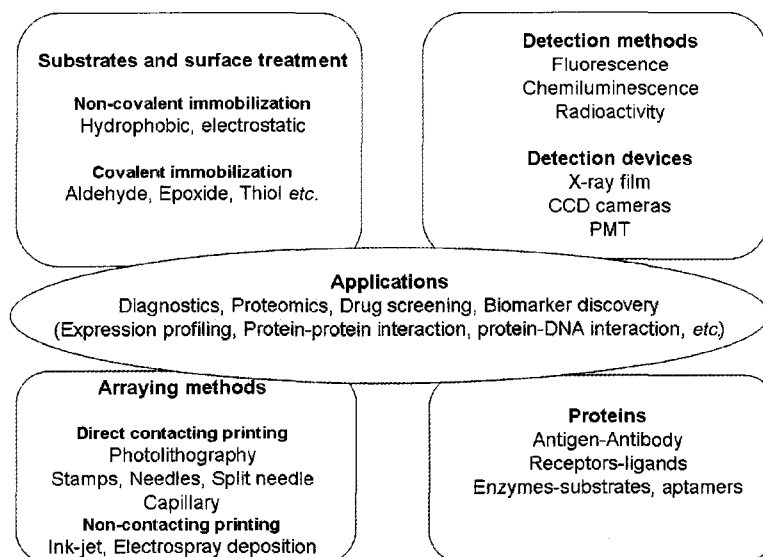 Substrates and surface treatment
Non-covalent immobilization
Hydrophobic, electrostatic
Covalent immobilization
Aldehyde, Epoxide, Thiol etc.
Detection methods
Fluorescence
Chemiluminescence
Radioactivity
Detection devices
X-ray film
CCD cameras
PMT
Applications
Diagnostics, Proteomics, Drug screening, Biomarker discovery
(Expression profiling, Protein-protein interaction, protein-DNA interaction, etc.)
Arraying methods
Direct contacting printing
Photolithography
Stamps, Needles, Split needle
Capillary
Non-contacting printing
Ink-jet, Electrospray deposition
Proteins
Antigen-Antibody
Receptors-ligands
Enzymes-substrates, aptamers